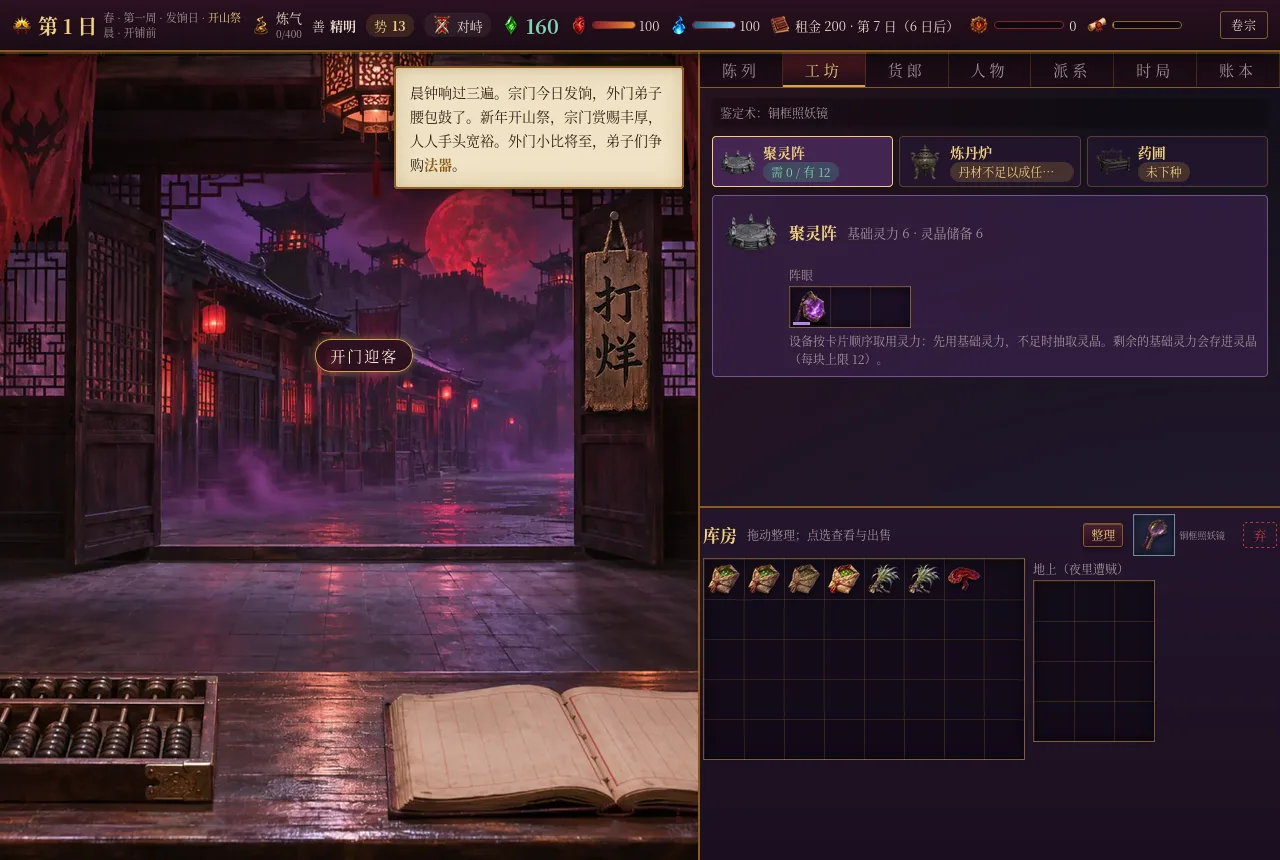 第 1 日
春 · 第一周 · 发饷日 · 开山祭
晨 · 开铺前
炼气
0/400
善 精明
势 13
对峙
160
100
100
租金 200 · 第 7 日（6 日后）
0
卷宗
晨钟响过三遍。宗门今日发饷，外门弟子
腰包鼓了。新年开山祭，宗门赏赐丰厚，
人人手头宽裕。外门小比将至，弟子们争
购法器。
打烊
开门迎客
陈列
工坊
货郎
人物
派系
时局
账本
鉴定术：铜框照妖镜
聚灵阵
需 0 / 有 12
炼丹炉
丹材不足以成任…
药圃
未下种
聚灵阵 基础灵力 6 · 灵晶储备 6
阵眼
设备按卡片顺序取用灵力：先用基础灵力，不足时抽取灵晶。剩余的基础灵力会存进灵晶
（每块上限 12）。
库房 拖动整理；点选查看与出售
整理
铜框照妖镜
弃
地上（夜里遭贼）